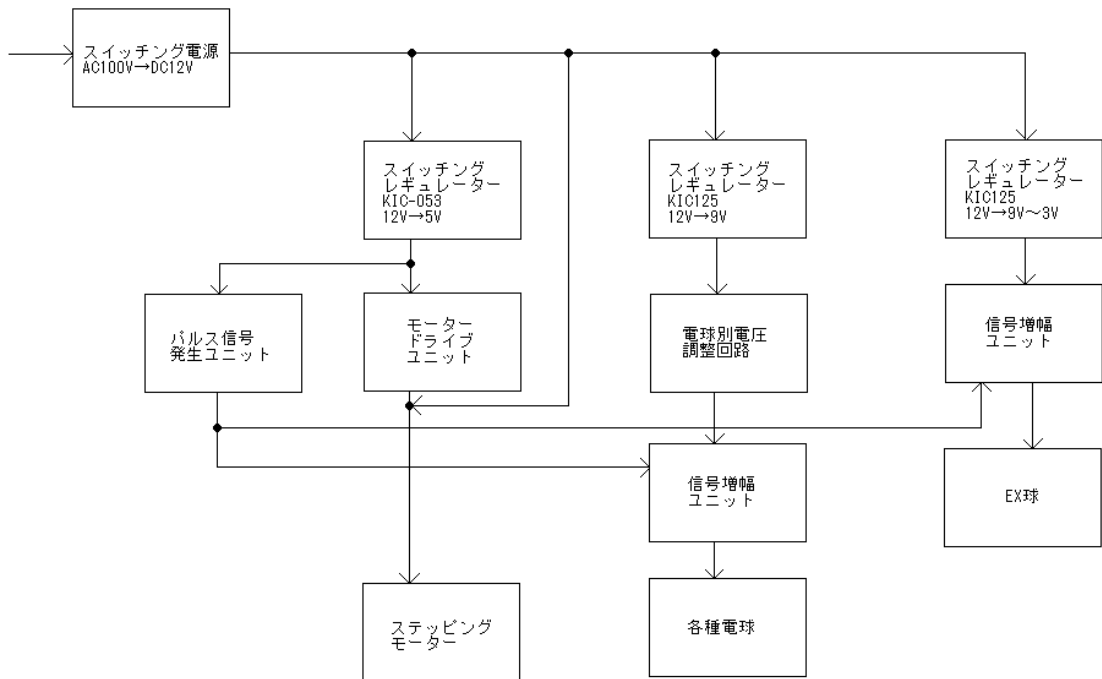 スイッチング電源
AC100V→DC12V
スイッチング
レギュレーター
KIC-053
12V→5V
スイッチング
レギュレーター
KIC125
12V→9V
スイッチング
レギュレーター
KIC125
12V→9V～3V
パルス信号
発生ユニット
モーター
ドライブ
ユニット
電球別電圧
調整回路
信号増幅
ユニット
信号増幅
ユニット
EX球
ステッピング
モーター
各種電球